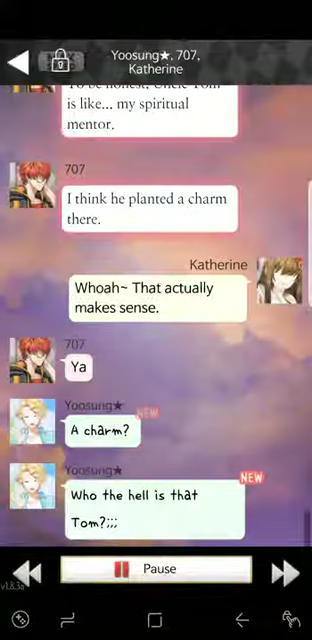 Yoosung★, 707,
Katherine
To be honest, Uncle Tom
is like... my spiritual
mentor.
707
I think he planted a charm
there.
Katherine
Whoah~ That actually
makes sense.
707
Ya
Yoosung★
NEW
A charm?
Yoosung★
NEW
Who the hell is that
Tom?;;;
Pause
v1.8.3a